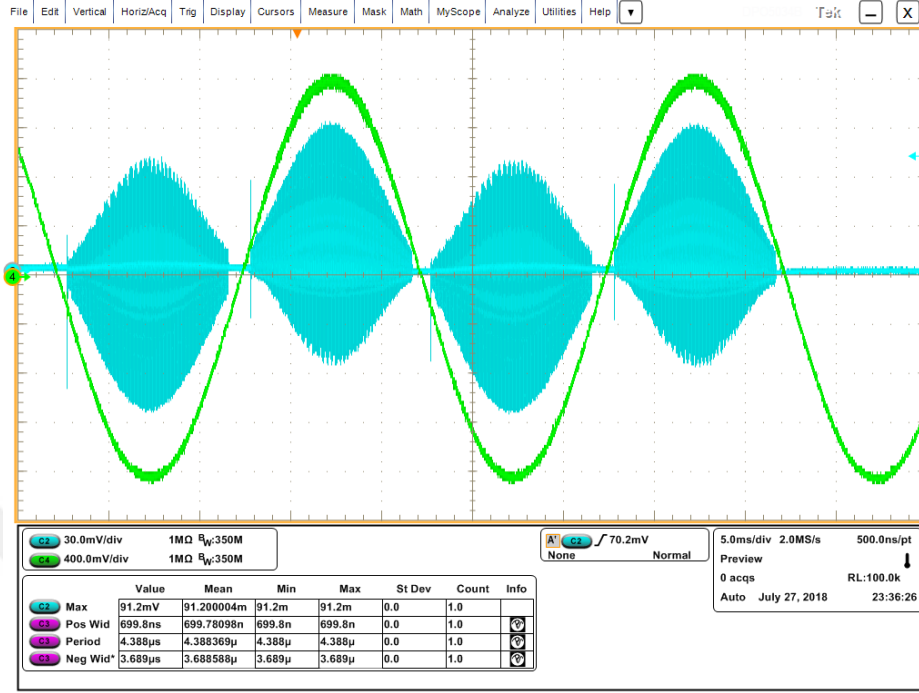 File Edit Vertical Horiz/Acq Trig Display Cursors Measure Mask Math MyScope Analyze Utilities Help ▼ Tek X
4
C2 30.0mV/div 1MΩ BW:350M
C4 400.0mV/div 1MΩ BW:350M
A' C2 70.2mV
None Normal
5.0ms/div 2.0MS/s 500.0ns/pt
Preview
0 acqs RL:100.0k
Auto July 27, 2018 23:36:26
Value Mean Min Max St Dev Count Info
C2 Max 91.2mV 91.200004m 91.2m 91.2m 0.0 1.0
C3 Pos Wid 699.8ns 699.78098n 699.8n 699.8n 0.0 1.0
C3 Period 4.388µs 4.388369µ 4.388µ 4.388µ 0.0 1.0
C3 Neg Wid* 3.689µs 3.688588µ 3.689µ 3.689µ 0.0 1.0